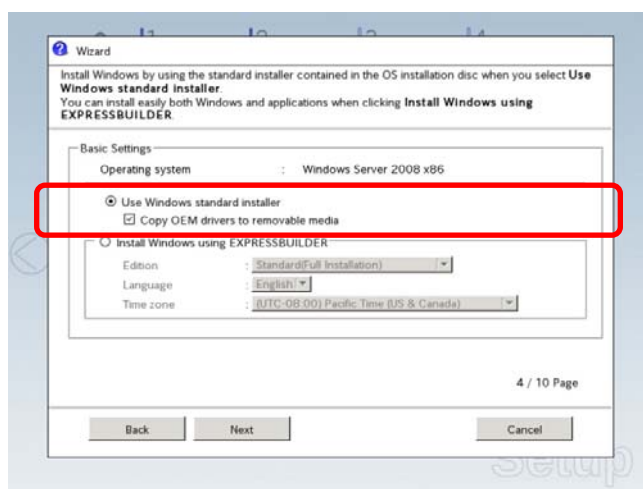 Wizard
Install Windows by using the standard installer contained in the OS installation disc when you select Use
Windows standard installer.
You can install easily both Windows and applications when clicking Install Windows using
EXPRESSBUILDER.
Basic Settings
Operating system : Windows Server 2008 x86
Use Windows standard installer
Copy OEM drivers to removable media
Install Windows using EXPRESSBUILDER
Edition : Standard(Full Installation)
Language : English
Time zone : (UTC-08:00) Pacific Time (US & Canada)
4 / 10 Page
Back Next Cancel
Setup